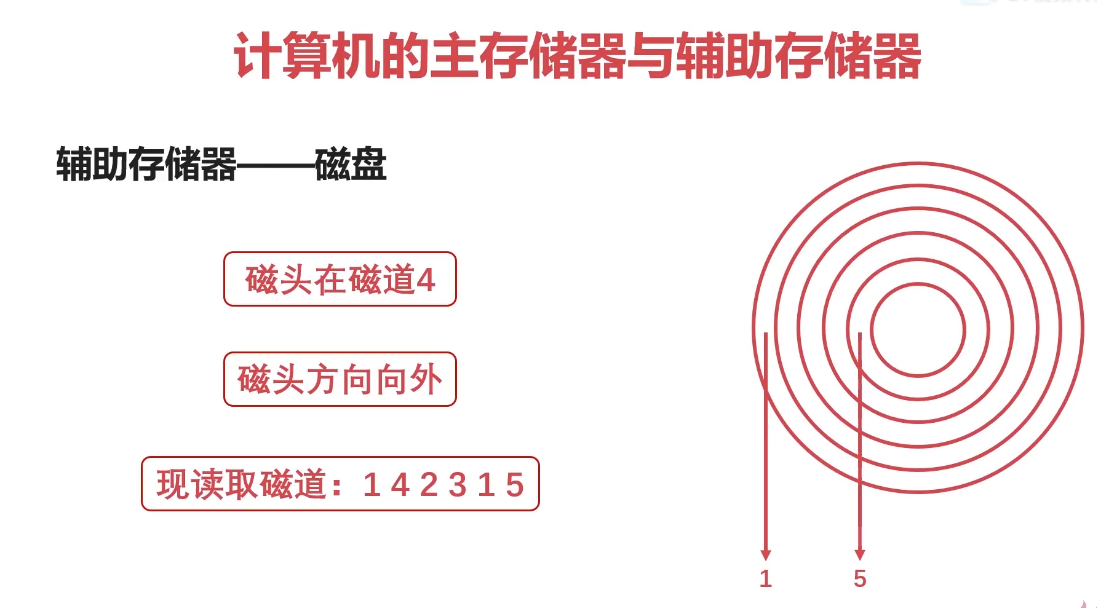 计算机的主存储器与辅助存储器
辅助存储器——磁盘
磁头在磁道4
磁头方向向外
现读取磁道：1 4 2 3 1 5
1 5